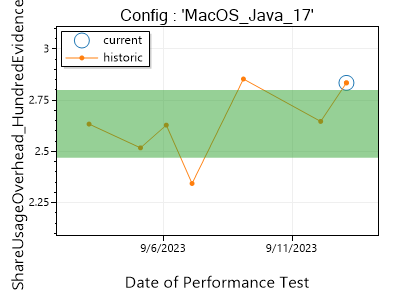 Config : 'MacOS_Java_17'
ShareUsageOverhead_HundredEvidence
current
historic
3
2.75
2.5
2.25
9/6/2023
9/11/2023
Date of Performance Test